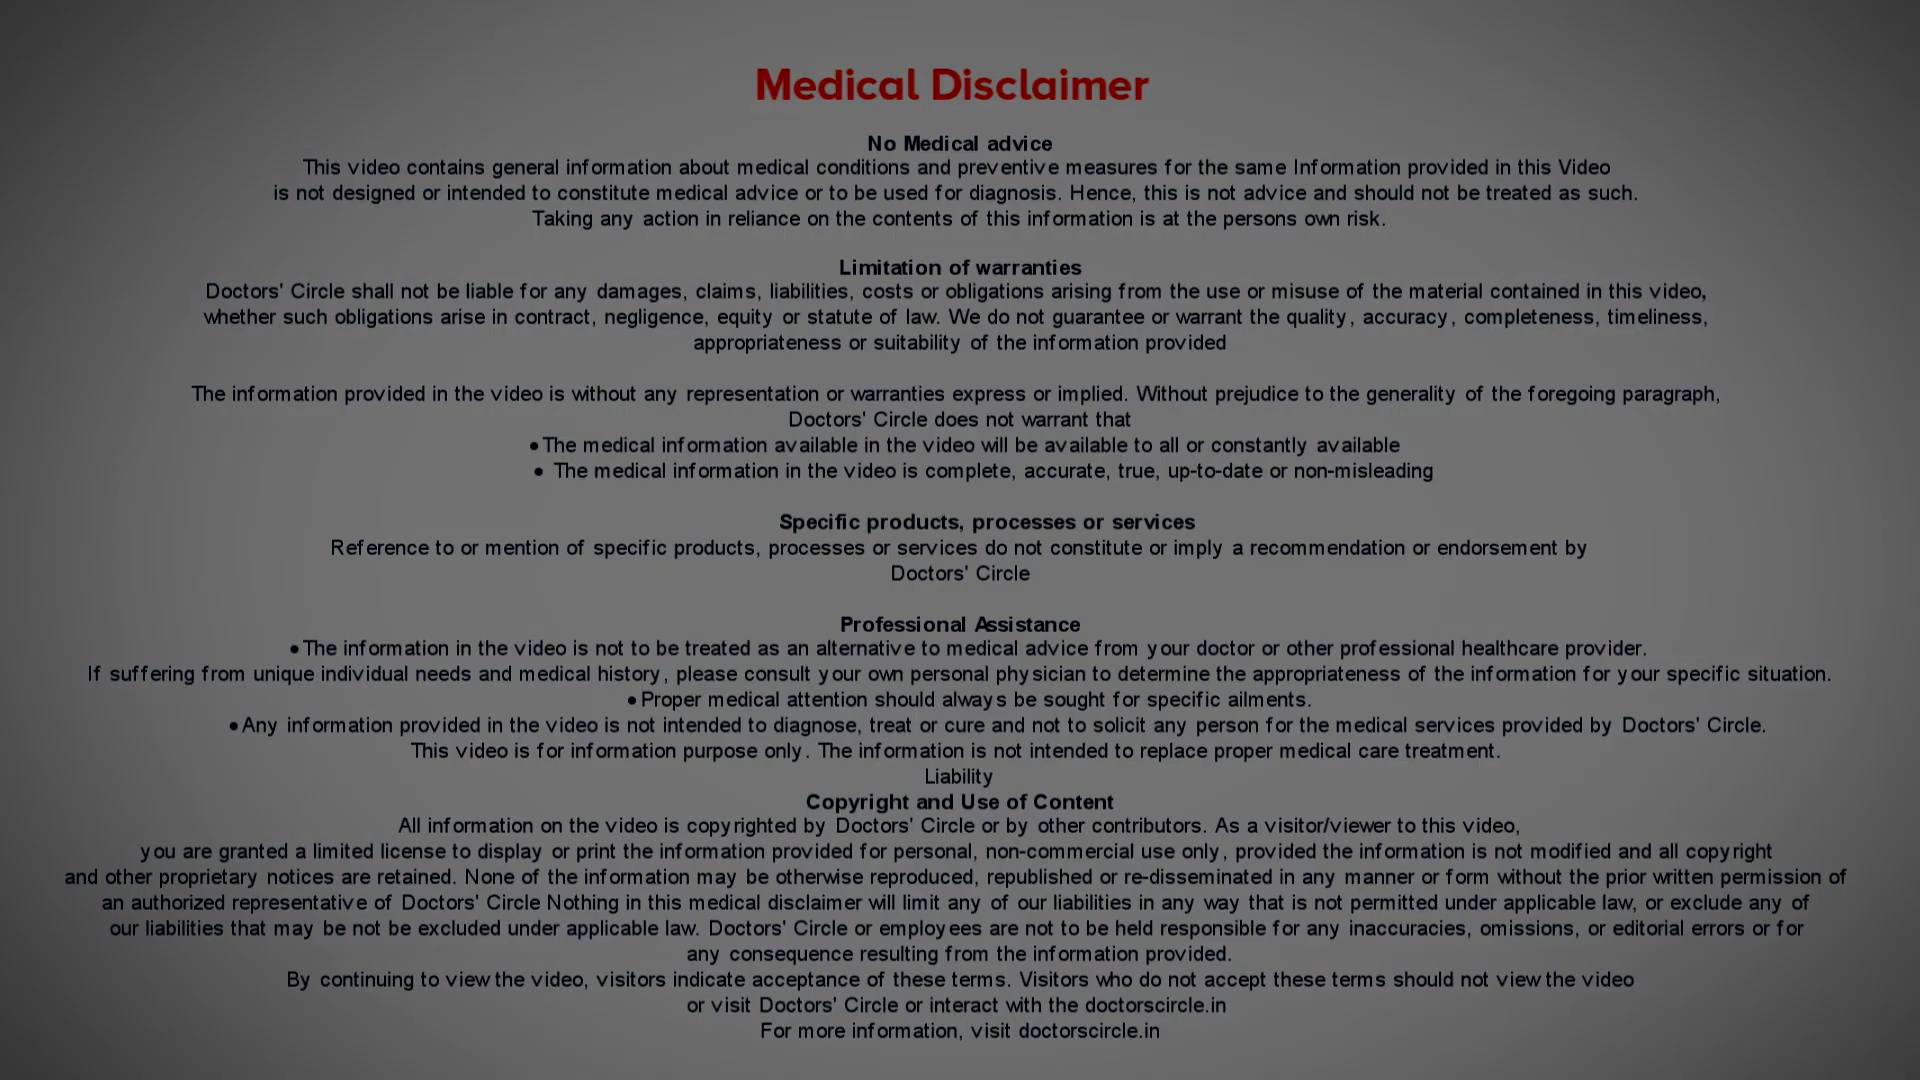 Medical Disclaimer
No Medical advice
This video contains general information about medical conditions and preventive measures for the same Information provided in this Video
is not designed or intended to constitute medical advice or to be used for diagnosis. Hence, this is not advice and should not be treated as such.
Taking any action in reliance on the contents of this information is at the persons own risk.
Limitation of warranties
Doctors' Circle shall not be liable for any damages, claims, liabilities, costs or obligations arising from the use or misuse of the material contained in this video,
whether such obligations arise in contract, negligence, equity or statute of law. We do not guarantee or warrant the quality, accuracy, completeness, timeliness,
appropriateness or suitability of the information provided
The information provided in the video is without any representation or warranties express or implied. Without prejudice to the generality of the foregoing paragraph,
Doctors' Circle does not warrant that
•The medical information available in the video will be available to all or constantly available
• The medical information in the video is complete, accurate, true, up-to-date or non-misleading
Specific products, processes or services
Reference to or mention of specific products, processes or services do not constitute or imply a recommendation or endorsement by
Doctors' Circle
Professional Assistance
•The information in the video is not to be treated as an alternative to medical advice from your doctor or other professional healthcare provider.
If suffering from unique individual needs and medical history, please consult your own personal physician to determine the appropriateness of the information for your specific situation.
•Proper medical attention should always be sought for specific ailments.
•Any information provided in the video is not intended to diagnose, treat or cure and not to solicit any person for the medical services provided by Doctors' Circle.
This video is for information purpose only. The information is not intended to replace proper medical care treatment.
Liability
Copyright and Use of Content
All information on the video is copyrighted by Doctors' Circle or by other contributors. As a visitor/viewer to this video,
you are granted a limited license to display or print the information provided for personal, non-commercial use only, provided the information is not modified and all copyright
and other proprietary notices are retained. None of the information may be otherwise reproduced, republished or re-disseminated in any manner or form without the prior written permission of
an authorized representative of Doctors' Circle Nothing in this medical disclaimer will limit any of our liabilities in any way that is not permitted under applicable law, or exclude any of
our liabilities that may be not be excluded under applicable law. Doctors' Circle or employees are not to be held responsible for any inaccuracies, omissions, or editorial errors or for
any consequence resulting from the information provided.
By continuing to view the video, visitors indicate acceptance of these terms. Visitors who do not accept these terms should not view the video
or visit Doctors' Circle or interact with the doctorscircle.in
For more information, visit doctorscircle.in